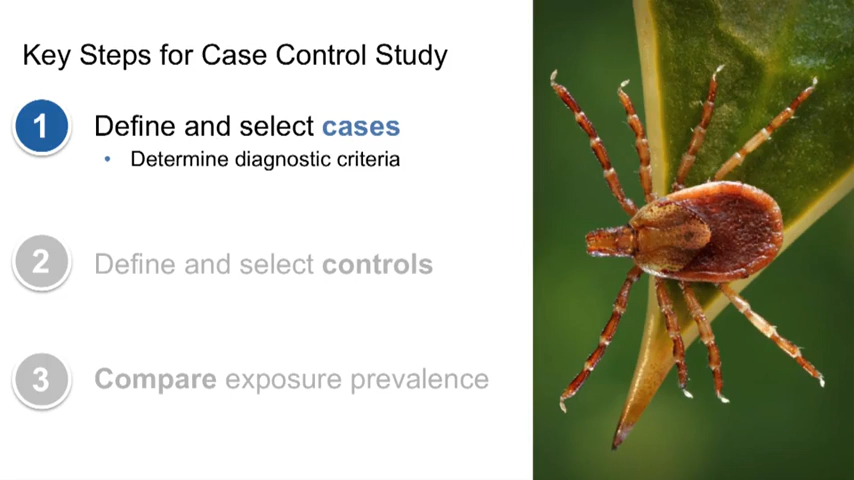 Key Steps for Case Control Study
1
Define and select cases
• Determine diagnostic criteria
2
Define and select controls
3
Compare exposure prevalence